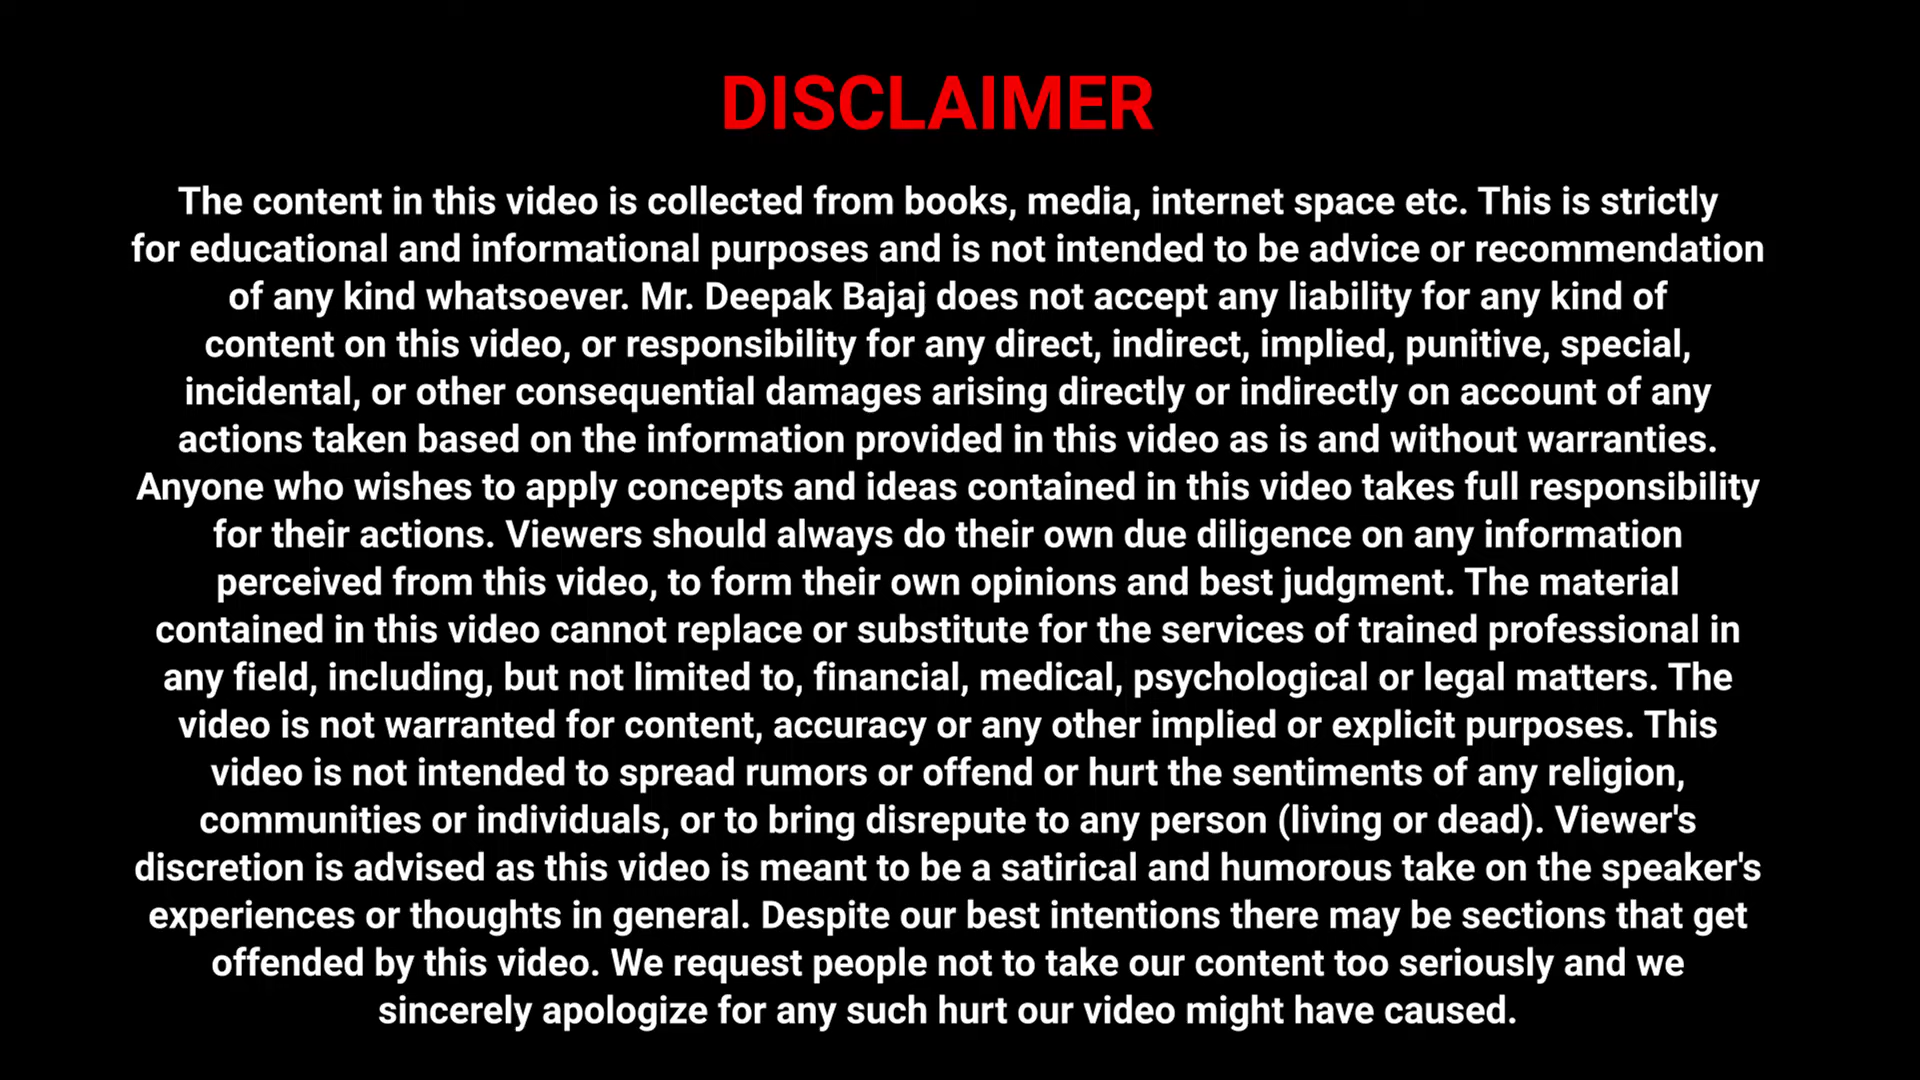 DISCLAIMER
The content in this video is collected from books, media, internet space etc. This is strictly
for educational and informational purposes and is not intended to be advice or recommendation
of any kind whatsoever. Mr. Deepak Bajaj does not accept any liability for any kind of
content on this video, or responsibility for any direct, indirect, implied, punitive, special,
incidental, or other consequential damages arising directly or indirectly on account of any
actions taken based on the information provided in this video as is and without warranties.
Anyone who wishes to apply concepts and ideas contained in this video takes full responsibility
for their actions. Viewers should always do their own due diligence on any information
perceived from this video, to form their own opinions and best judgment. The material
contained in this video cannot replace or substitute for the services of trained professional in
any field, including, but not limited to, financial, medical, psychological or legal matters. The
video is not warranted for content, accuracy or any other implied or explicit purposes. This
video is not intended to spread rumors or offend or hurt the sentiments of any religion,
communities or individuals, or to bring disrepute to any person (living or dead). Viewer's
discretion is advised as this video is meant to be a satirical and humorous take on the speaker's
experiences or thoughts in general. Despite our best intentions there may be sections that get
offended by this video. We request people not to take our content too seriously and we
sincerely apologize for any such hurt our video might have caused.